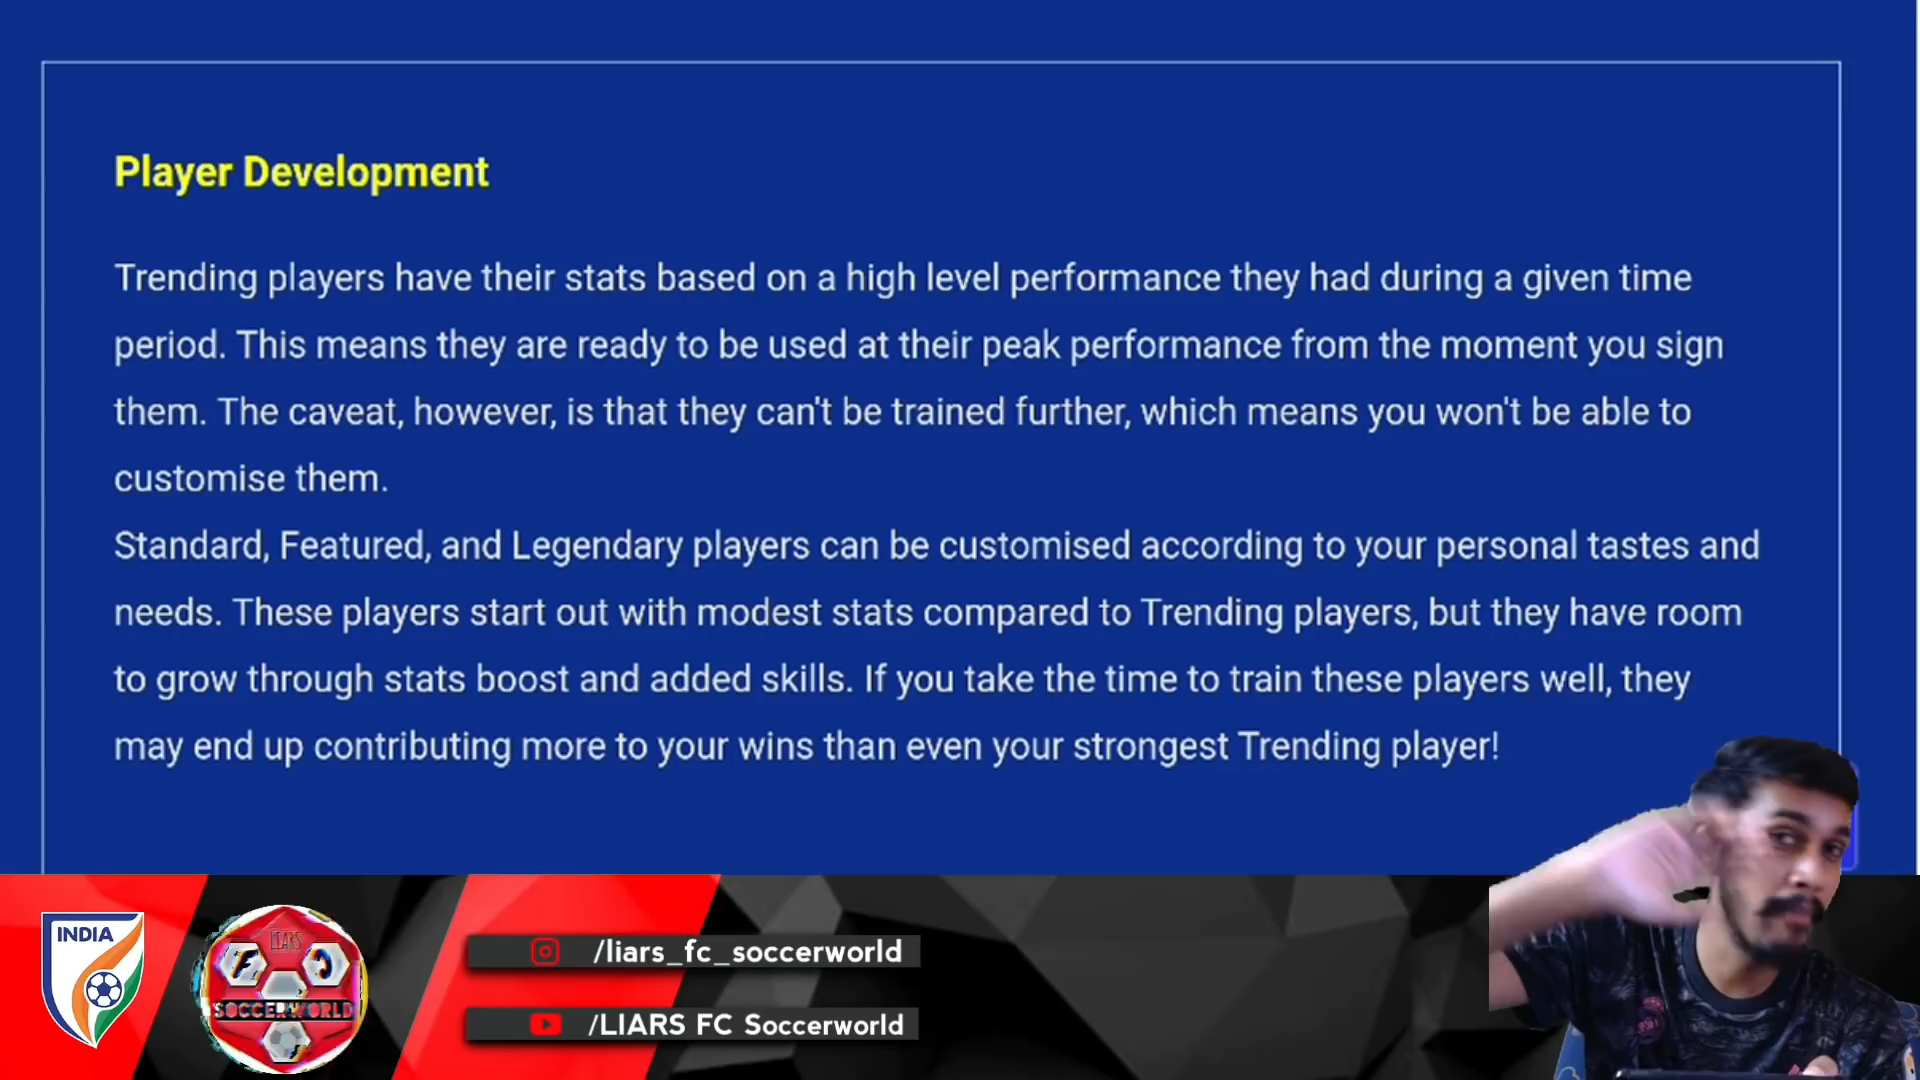 Player Development
Trending players have their stats based on a high level performance they had during a given time
period. This means they are ready to be used at their peak performance from the moment you sign
them. The caveat, however, is that they can't be trained further, which means you won't be able to
customise them.
Standard, Featured, and Legendary players can be customised according to your personal tastes and
needs. These players start out with modest stats compared to Trending players, but they have room
to grow through stats boost and added skills. If you take the time to train these players well, they
may end up contributing more to your wins than even your strongest Trending player!
INDIA
LIARS
F C
SOCCERWORLD
/liars_fc_soccerworld
/LIARS FC Soccerworld